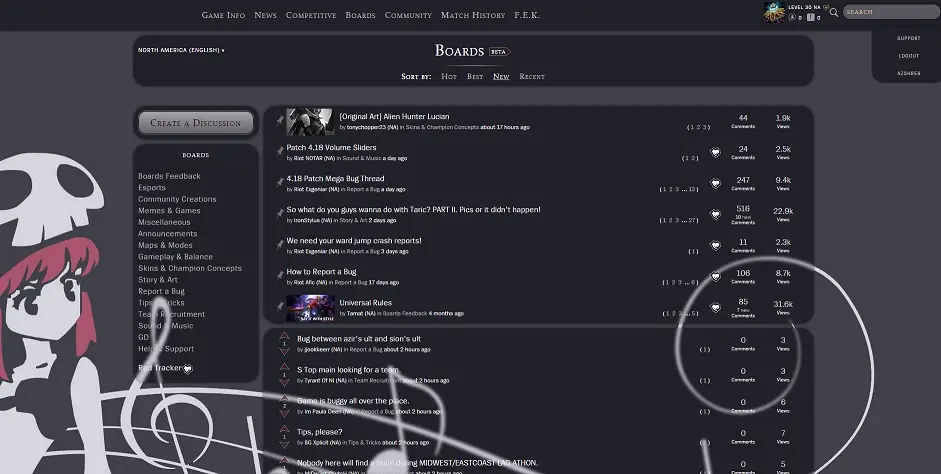 Game Info News Competitive Boards Community Match History F.E.K.
LEVEL 30 NA
0 0
SEARCH
SUPPORT
LOGOUT
AZSHREB
NORTH AMERICA (ENGLISH) ▾
Boards BETA
Sort by: Hot Best New Recent
Create a Discussion
BOARDS
Boards Feedback
Esports
Community Creations
Memes & Games
Miscellaneous
Announcements
Maps & Modes
Gameplay & Balance
Skins & Champion Concepts
Story & Art
Report a Bug
Tips & Tricks
Team Recruitment
Sound & Music
GD
Help & Support
Red Tracker
[Original Art] Alien Hunter Lucian
by tonychopper23 (NA) in Skins & Champion Concepts about 17 hours ago
(1 2 3)
44 Comments
1.9k Views
Patch 4.18 Volume Sliders
by Riot NOTAR (NA) in Sound & Music a day ago
(1 2)
24 Comments
2.5k Views
4.18 Patch Mega Bug Thread
by Riot Exgeniar (NA) in Report a Bug a day ago
(1 2 3 ... 13)
247 Comments
9.4k Views
So what do you guys wanna do with Taric? PART II. Pics or it didn't happen!
by IronStylus (NA) in Story & Art 2 days ago
(1 2 3 ... 27)
516
10 new
Comments
22.9k Views
We need your ward jump crash reports!
by Riot Exgeniar (NA) in Report a Bug 3 days ago
(1)
11 Comments
2.3k Views
How to Report a Bug
by Riot Afic (NA) in Report a Bug 17 days ago
(1 2 3 ... 6)
106 Comments
8.7k Views
Universal Rules
by Tamat (NA) in Boards Feedback 4 months ago
(1 2 3 ... 5)
85
7 new
Comments
31.6k Views
1
Bug between azir's ult and sion's ult
by jjookkeerr (NA) in Report a Bug about 2 hours ago
(1)
0 Comments
3 Views
1
S Top main looking for a team.
by Tyrant Of NI (NA) in Team Recruitment about 2 hours ago
(1)
0 Comments
3 Views
2
Game is buggy all over the place.
by Im Paula Deen (NA) in Report a Bug about 2 hours ago
(1)
0 Comments
6 Views
1
Tips, please?
by BG Xplicit (NA) in Tips & Tricks about 2 hours ago
0 Comments
7 Views
Nobody here will find a team during MIDWEST/EASTCOAST LAG ATHON.
about 2 hours ago
0
5